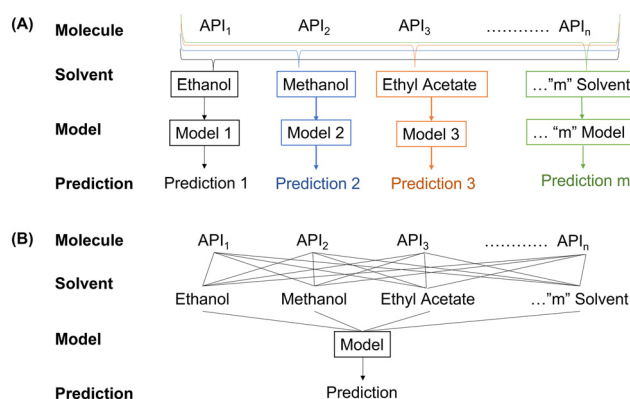 (A) Molecule API₁ API₂ API₃ ………… APIₙ
Solvent Ethanol Methanol Ethyl Acetate …"m" Solvent
Model Model 1 Model 2 Model 3 … "m" Model
Prediction Prediction 1 Prediction 2 Prediction 3 Prediction m
(B) Molecule API₁ API₂ API₃ ………… APIₙ
Solvent
Ethanol Methanol Ethyl Acetate …"m" Solvent
Model Model
Prediction Prediction